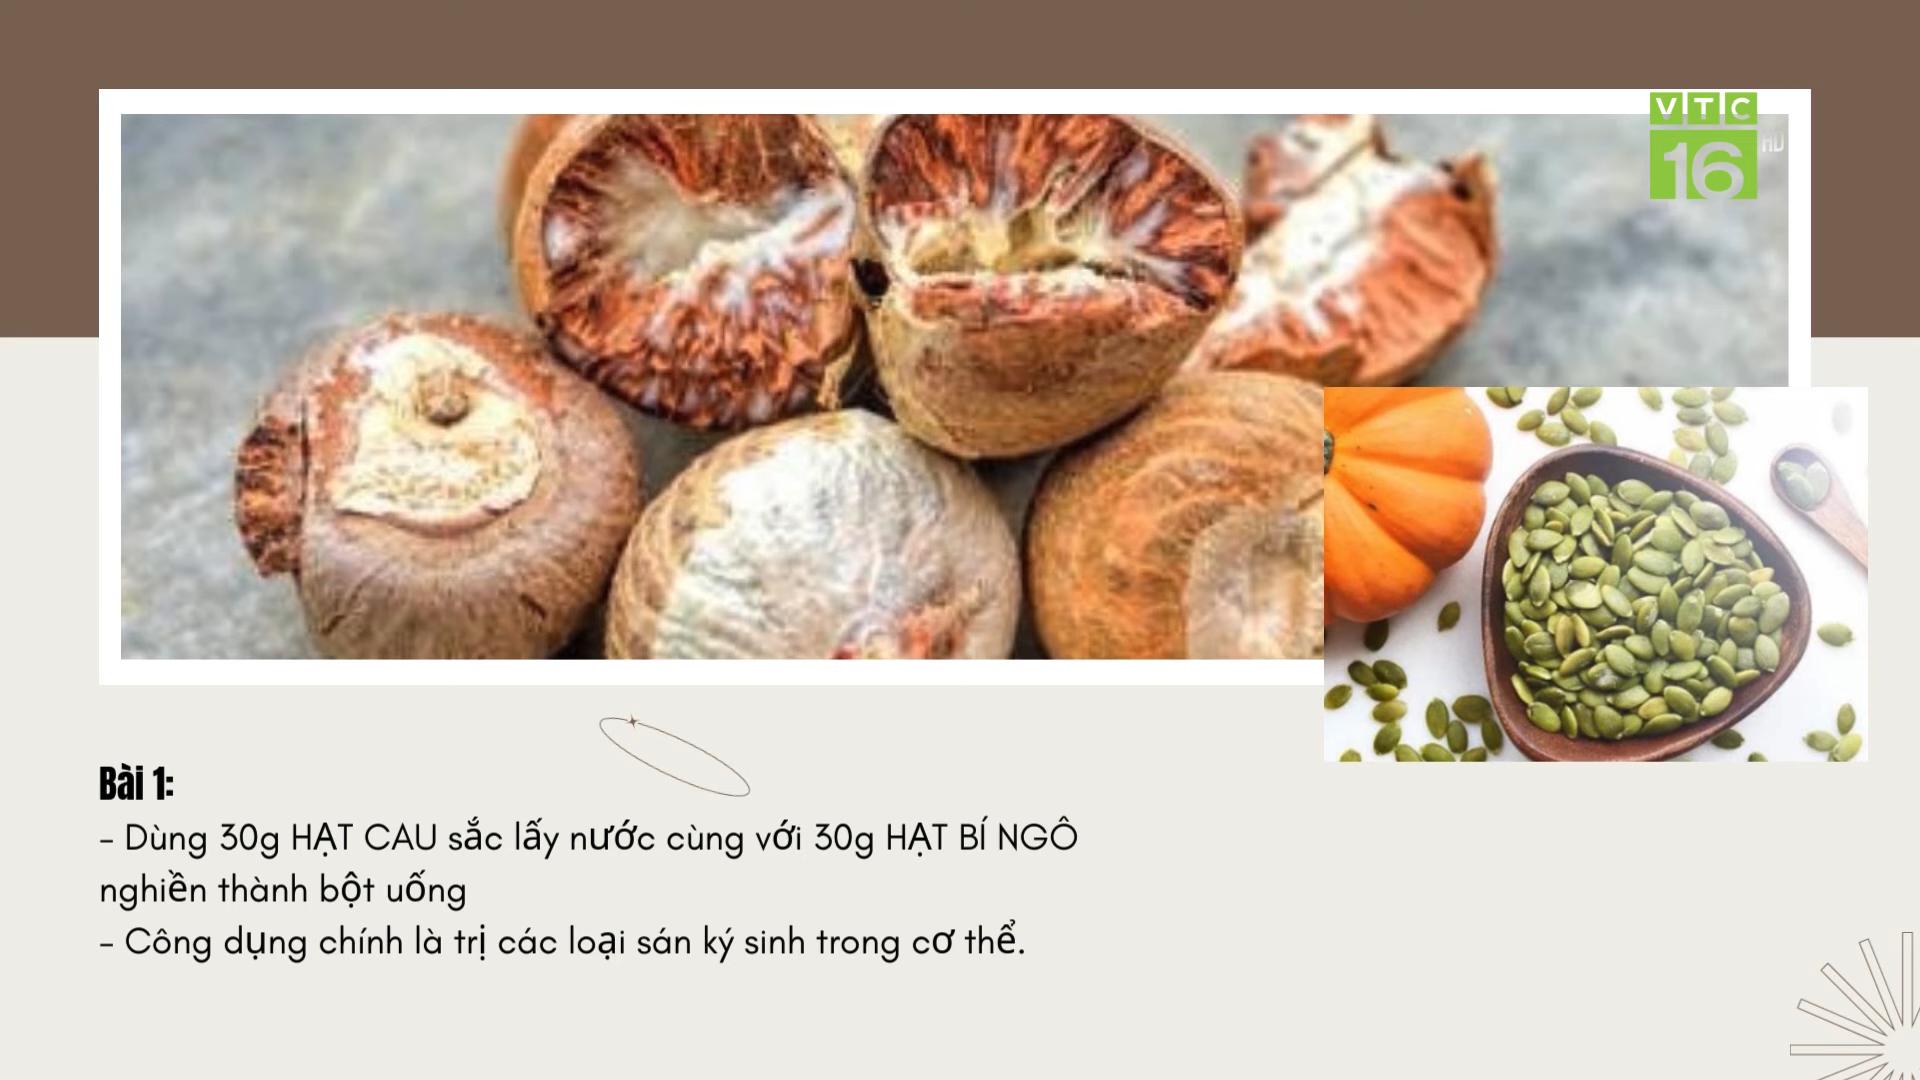 VTC
16
HD
Bài 1:
- Dùng 30g HẠT CAU sắc lấy nước cùng với 30g HẠT BÍ NGÔ
nghiền thành bột uống
- Công dụng chính là trị các loại sán ký sinh trong cơ thể.